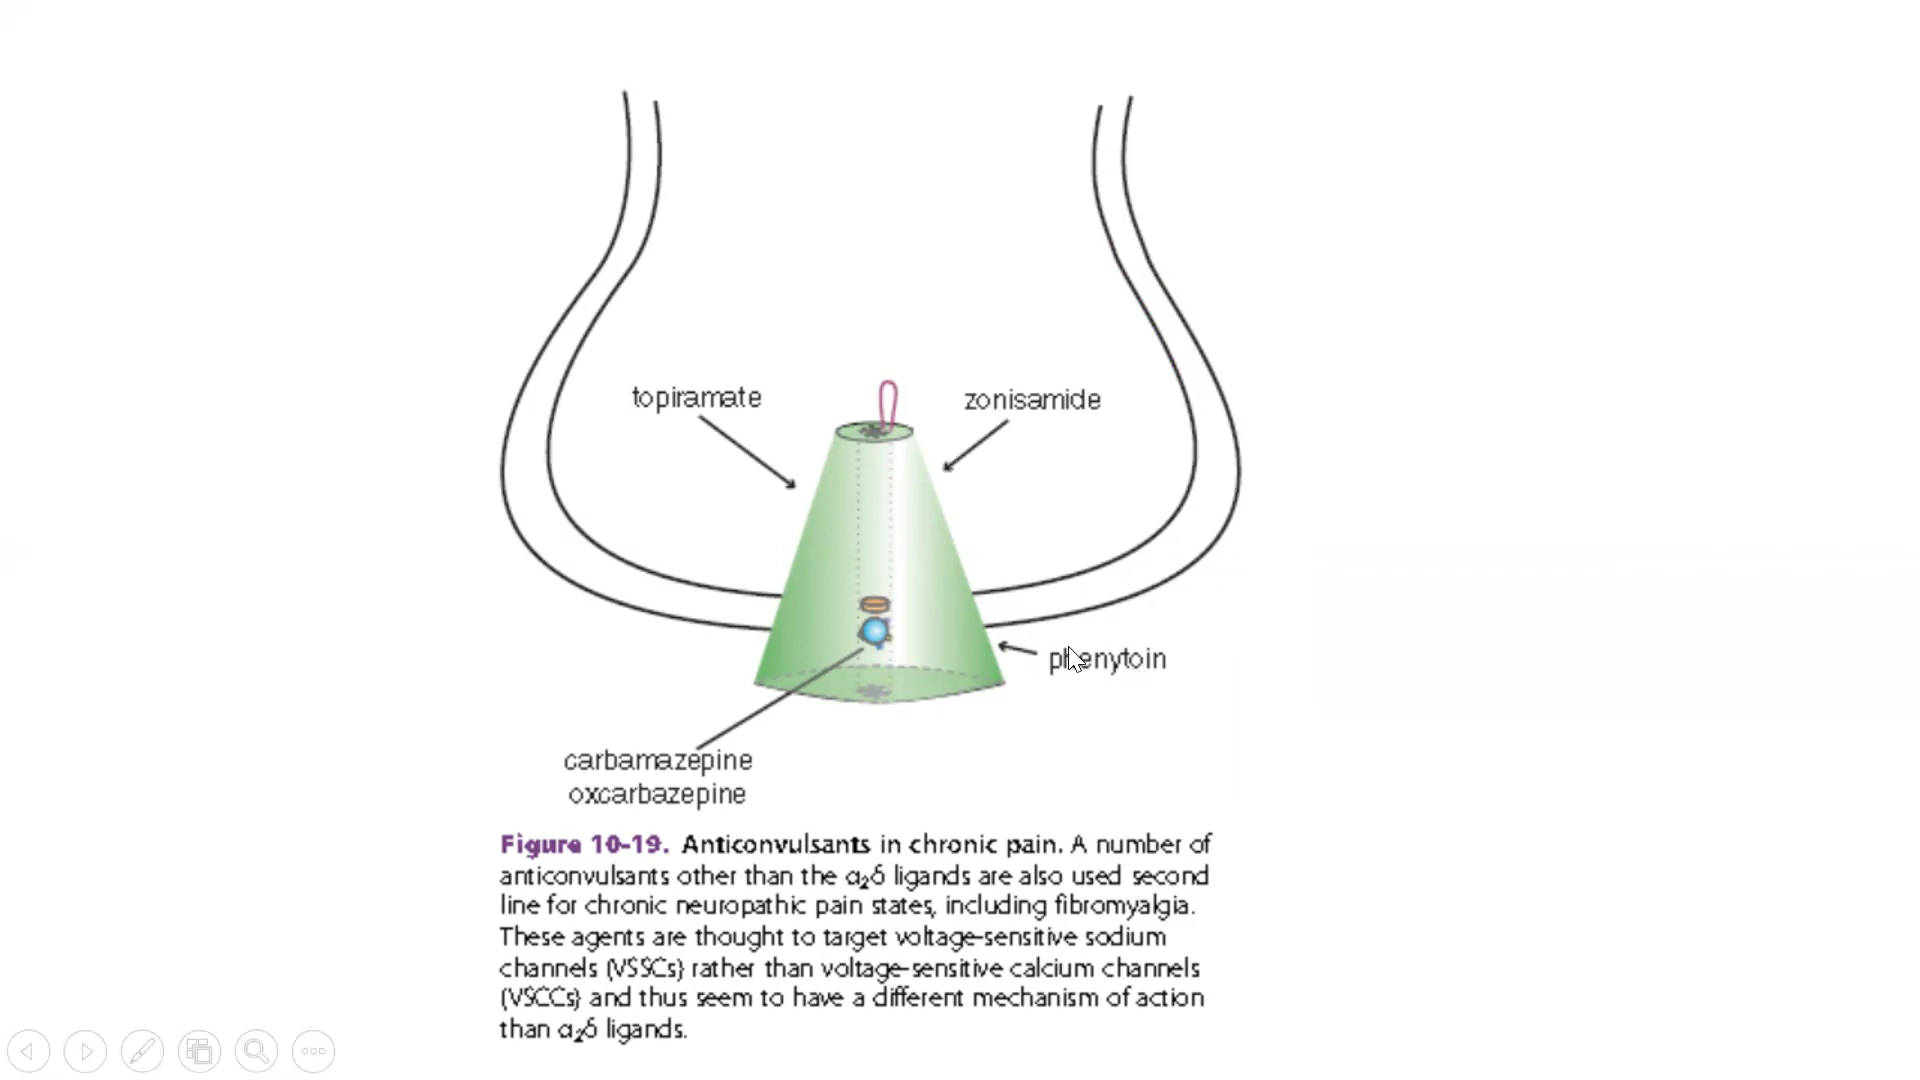 topiramate
zonisamide
phenytoin
carbamazepine
oxcarbazepine
Figure 10-19. Anticonvulsants in chronic pain. A number of
anticonvulsants other than the α₂δ ligands are also used second
line for chronic neuropathic pain states, including fibromyalgia.
These agents are thought to target voltage-sensitive sodium
channels (VSSCs) rather than voltage-sensitive calcium channels
(VSCCs) and thus seem to have a different mechanism of action
than α₂δ ligands.